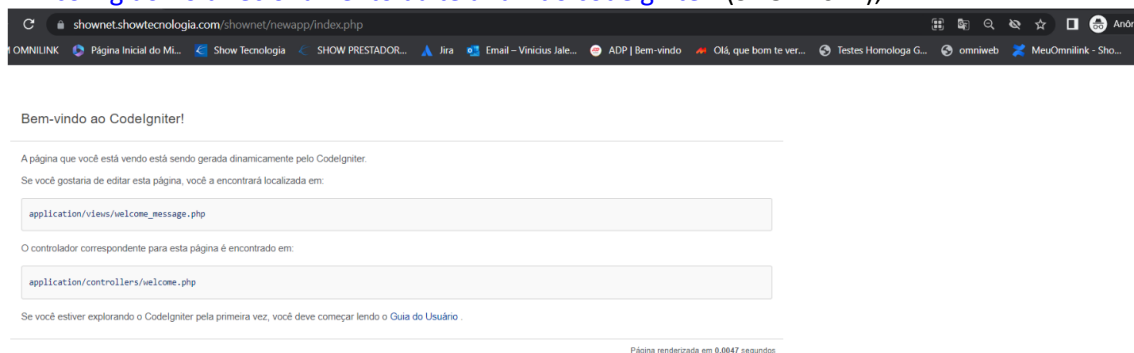 shownet.showtecnologia.com/shownet/newapp/index.php
Anôn
OMNILINK Página Inicial do Mi... Show Tecnologia SHOW PRESTADOR... Jira Email – Vinicius Jale... ADP | Bem-vindo Olá, que bom te ver... Testes Homologa G... omniweb MeuOmnilink - Sho...
Bem-vindo ao CodeIgniter!
A página que você está vendo está sendo gerada dinamicamente pelo CodeIgniter.
Se você gostaria de editar esta página, você a encontrará localizada em:
application/views/welcome_message.php
O controlador correspondente para esta página é encontrado em:
application/controllers/welcome.php
Se você estiver explorando o CodeIgniter pela primeira vez, você deve começar lendo o Guia do Usuário .
Página renderizada em 0.0047 segundos